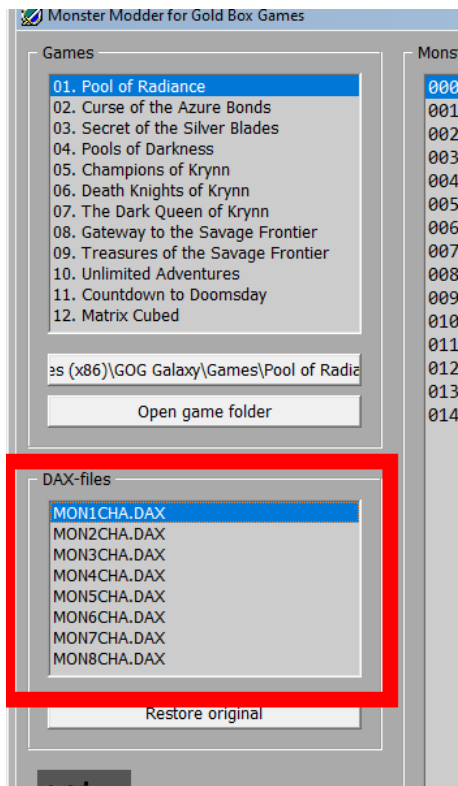 Monster Modder for Gold Box Games
Games
01. Pool of Radiance
02. Curse of the Azure Bonds
03. Secret of the Silver Blades
04. Pools of Darkness
05. Champions of Krynn
06. Death Knights of Krynn
07. The Dark Queen of Krynn
08. Gateway to the Savage Frontier
09. Treasures of the Savage Frontier
10. Unlimited Adventures
11. Countdown to Doomsday
12. Matrix Cubed
es (x86)\GOG Galaxy\Games\Pool of Radia
Open game folder
DAX-files
MON1CHA.DAX
MON2CHA.DAX
MON3CHA.DAX
MON4CHA.DAX
MON5CHA.DAX
MON6CHA.DAX
MON7CHA.DAX
MON8CHA.DAX
Restore original
Mons
000
001
002
003
004
005
006
007
008
009
010
011
012
013
014